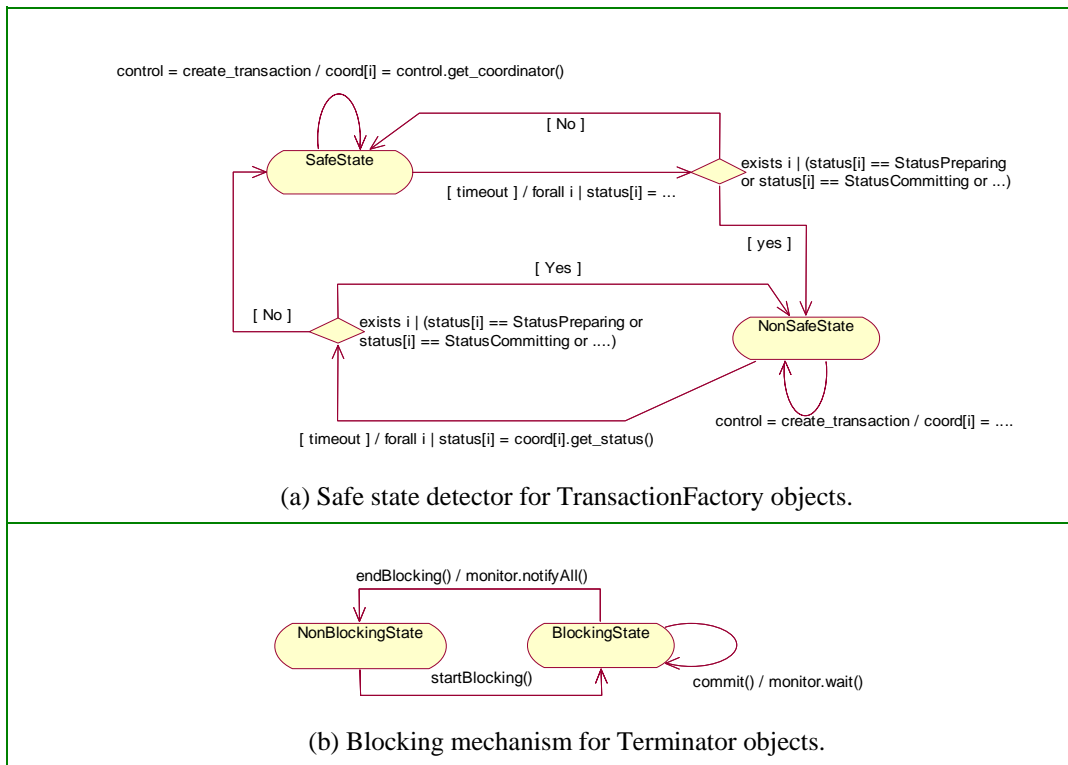 control = create_transaction / coord[i] = control.get_coordinator()
[ No ]
SafeState
exists i | (status[i] == StatusPreparing
or status[i] == StatusCommitting or ...)
[ timeout ] / forall i | status[i] = ...
[ yes ]
[ Yes ]
[ No ]
exists i | (status[i] == StatusPreparing or
status[i] == StatusCommitting or ....)
NonSafeState
control = create_transaction / coord[i] = ....
[ timeout ] / forall i | status[i] = coord[i].get_status()
(a) Safe state detector for TransactionFactory objects.
endBlocking() / monitor.notifyAll()
NonBlockingState
BlockingState
startBlocking()
commit() / monitor.wait()
(b) Blocking mechanism for Terminator objects.